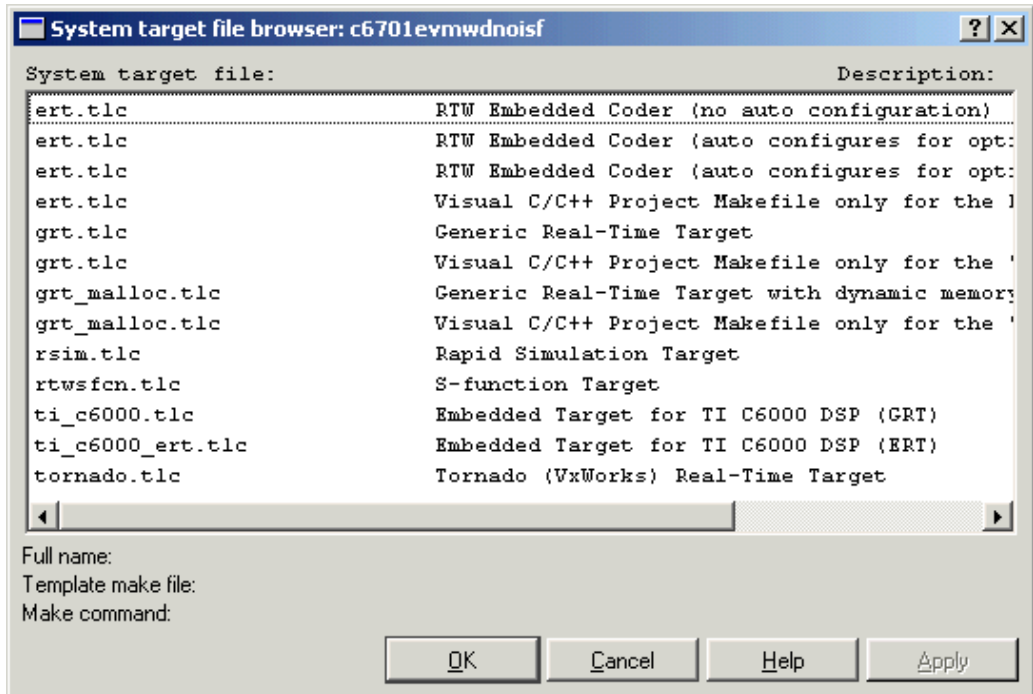 System target file browser: c6701evmwdnoisf
System target file: Description:
ert.tlc RTW Embedded Coder (no auto configuration)
ert.tlc RTW Embedded Coder (auto configures for opt
ert.tlc RTW Embedded Coder (auto configures for opt
ert.tlc Visual C/C++ Project Makefile only for the
grt.tlc Generic Real-Time Target
grt.tlc Visual C/C++ Project Makefile only for the "
grt_malloc.tlc Generic Real-Time Target with dynamic memory
grt_malloc.tlc Visual C/C++ Project Makefile only for the "
rsim.tlc Rapid Simulation Target
rtwsfcn.tlc S-function Target
ti_c6000.tlc Embedded Target for TI C6000 DSP (GRT)
ti_c6000_ert.tlc Embedded Target for TI C6000 DSP (ERT)
tornado.tlc Tornado (VxWorks) Real-Time Target
Full name:
Template make file:
Make command:
OK Cancel Help Apply